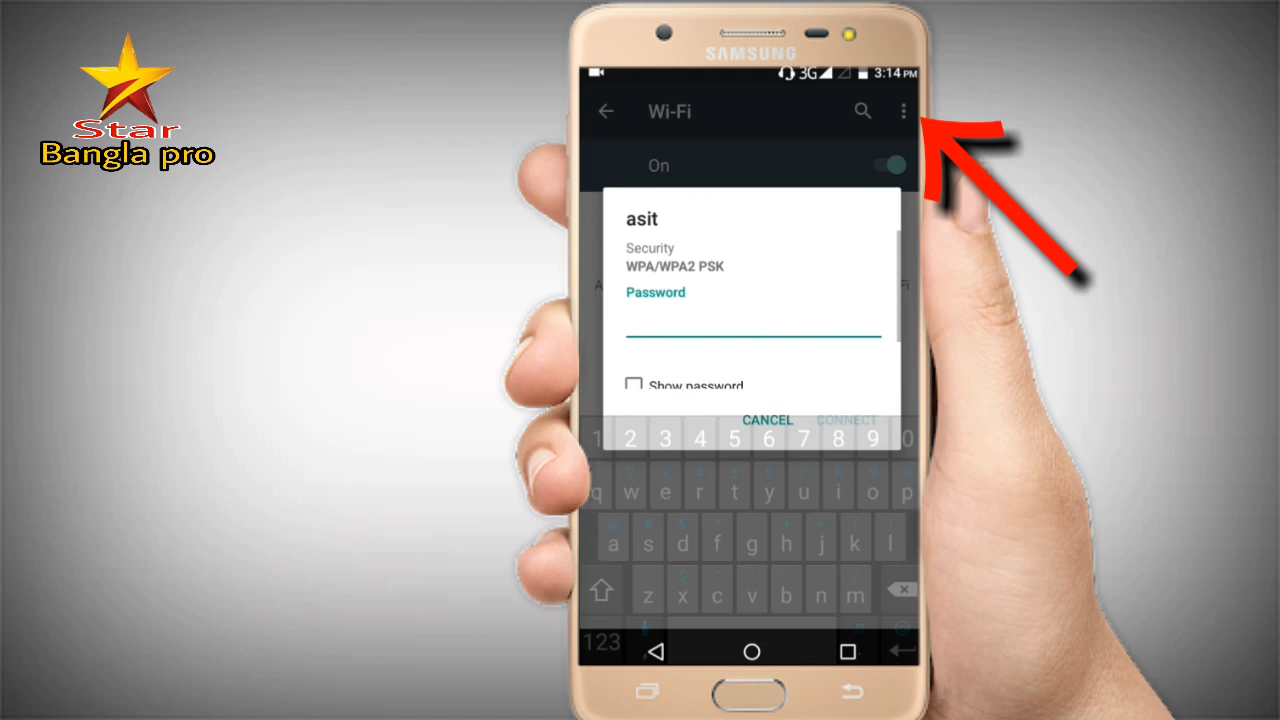 Star
Bangla pro
SAMSUNG
3G 3:14 PM
Wi-Fi
On
asit
Security
WPA/WPA2 PSK
Password
Show password
CANCEL CONNECT
1 2 3 4 5 6 7 8 9 0
q w e r t y u i o p
a s d f g h j k l
z x c v b n m
123